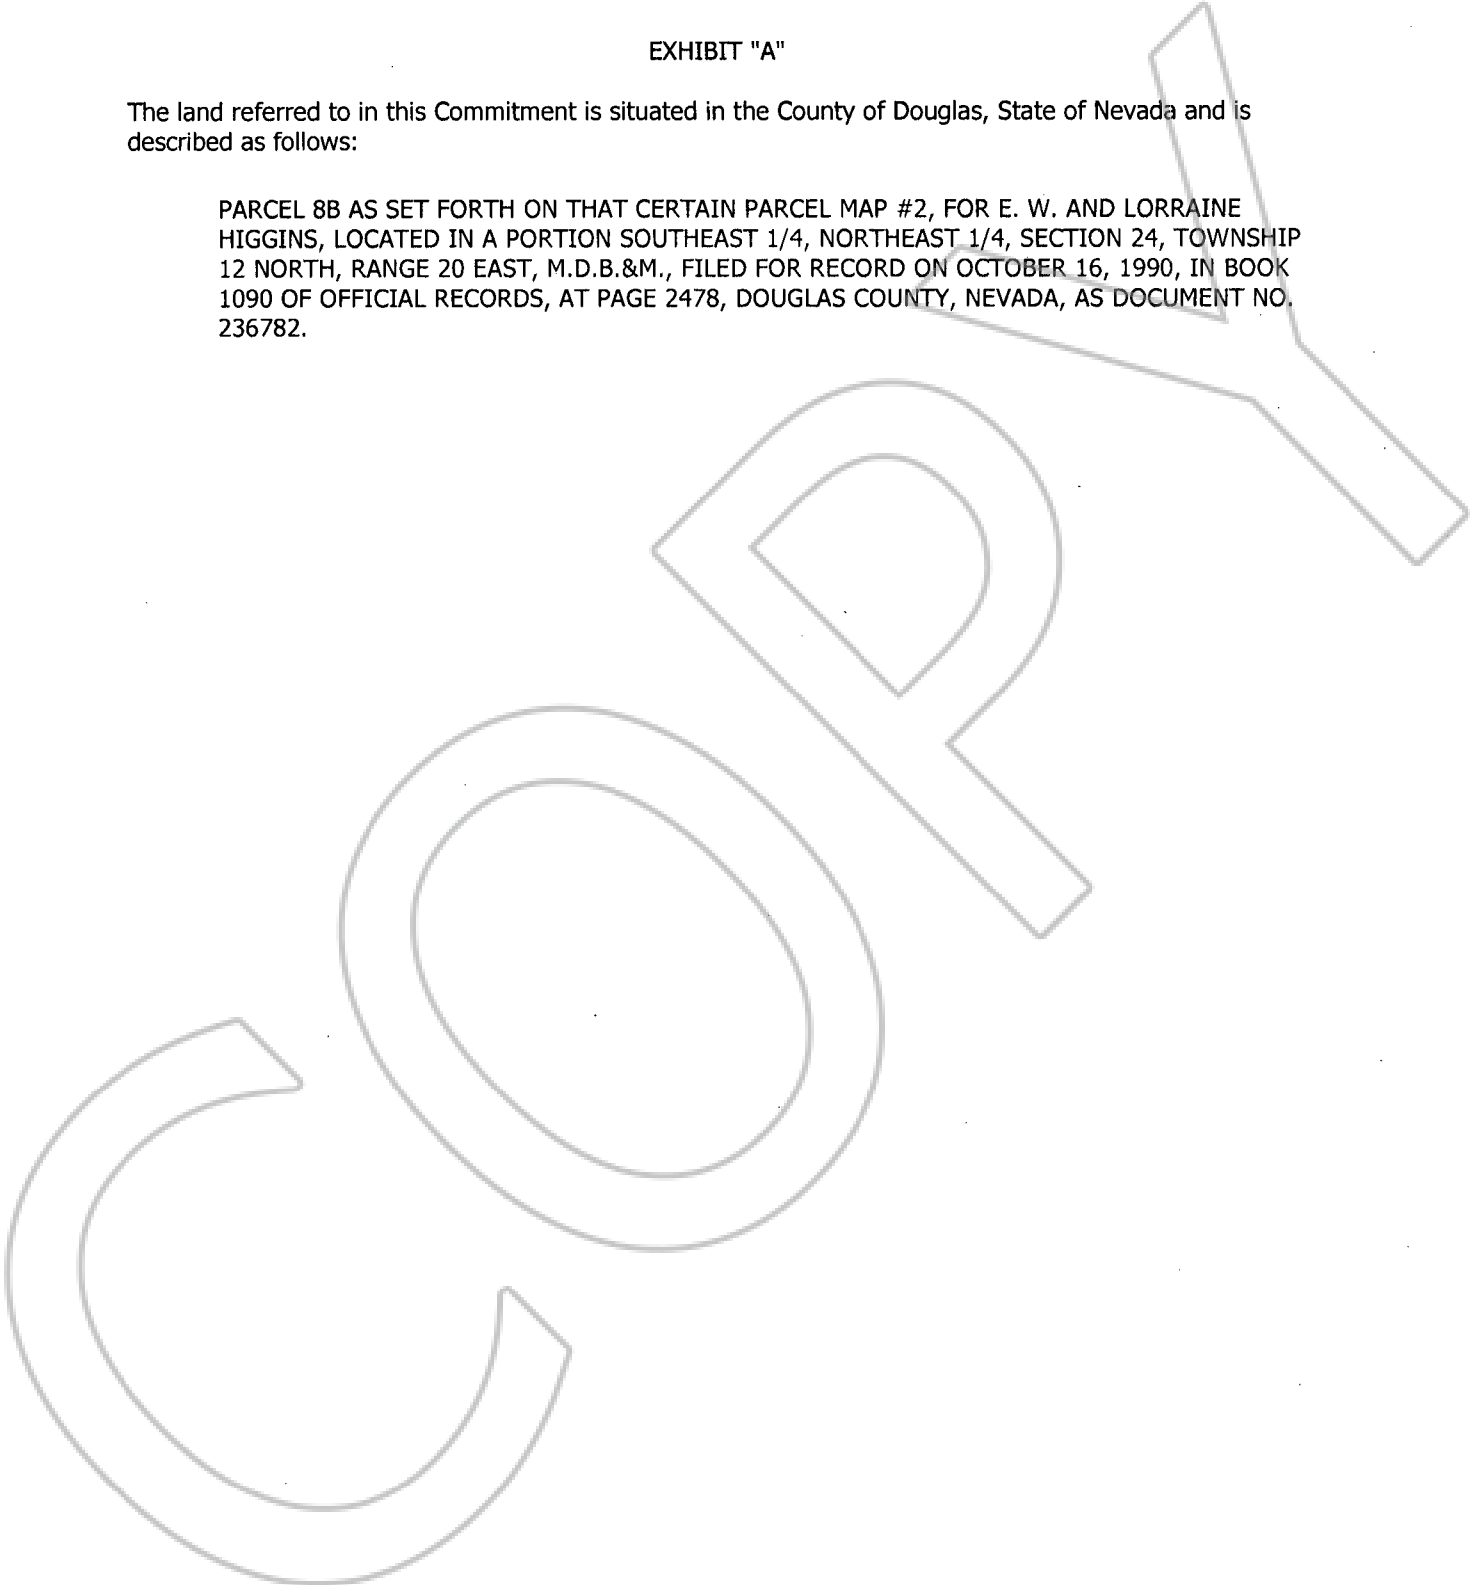 EXHIBIT "A"
The land referred to in this Commitment is situated in the County of Douglas, State of Nevada and is
described as follows:
PARCEL 8B AS SET FORTH ON THAT CERTAIN PARCEL MAP #2, FOR E. W. AND LORRAINE
HIGGINS, LOCATED IN A PORTION SOUTHEAST 1/4, NORTHEAST 1/4, SECTION 24, TOWNSHIP
12 NORTH, RANGE 20 EAST, M.D.B.&M., FILED FOR RECORD ON OCTOBER 16, 1990, IN BOOK
1090 OF OFFICIAL RECORDS, AT PAGE 2478, DOUGLAS COUNTY, NEVADA, AS DOCUMENT NO.
236782.
COPY